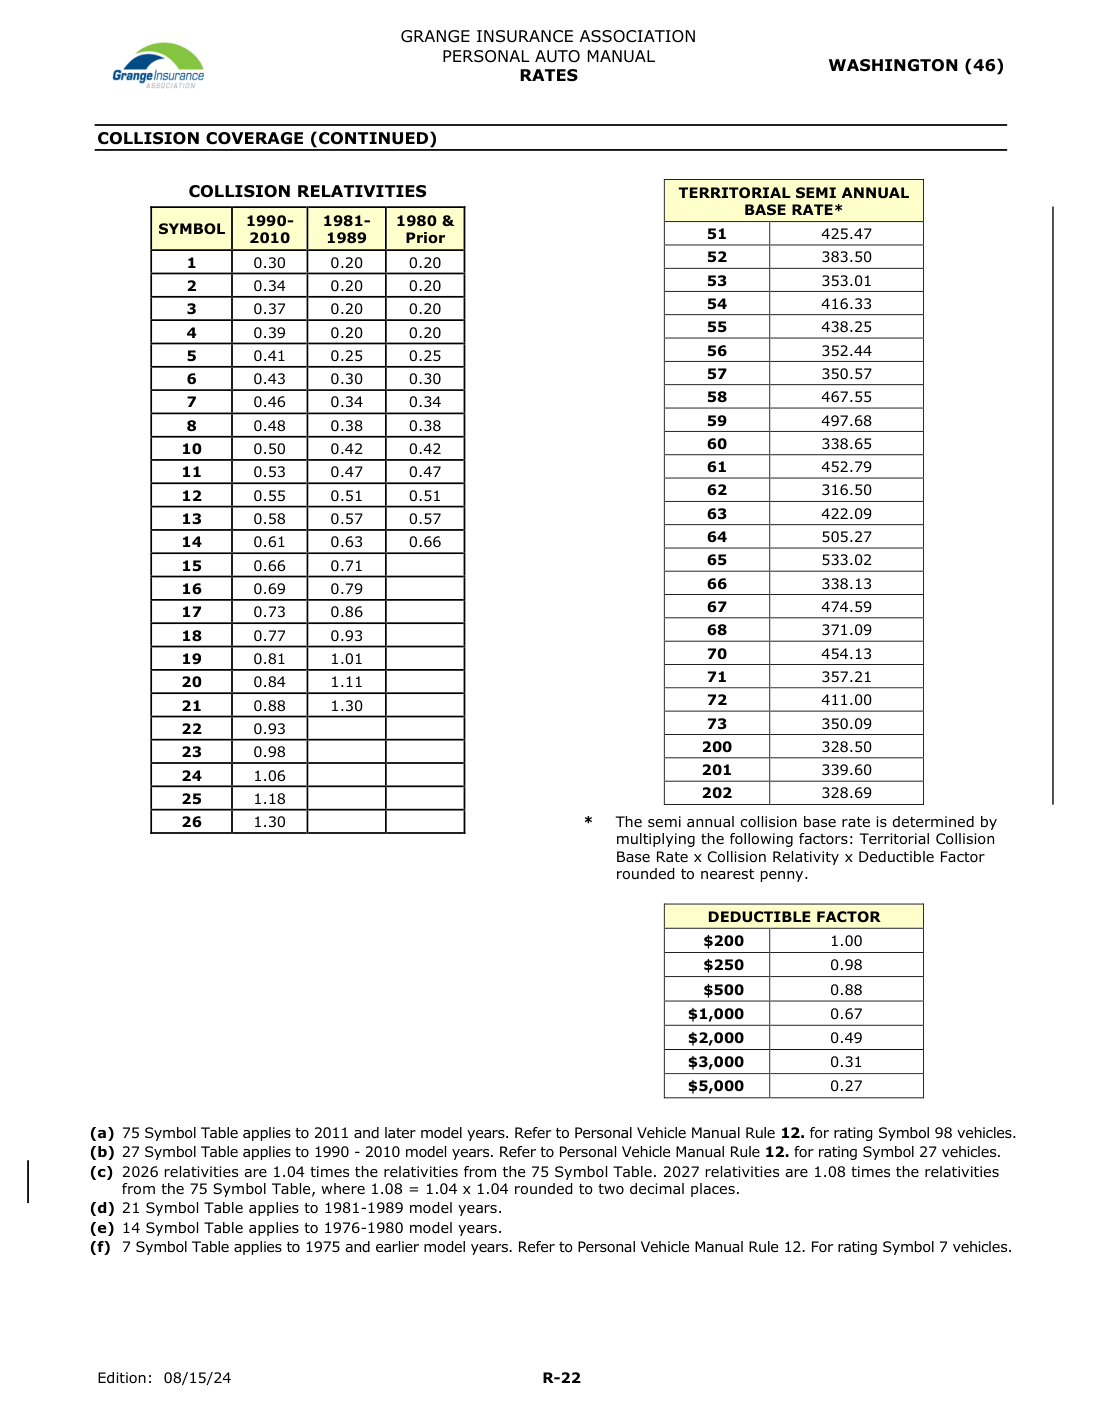 GrangeInsurance
ASSOCIATION
GRANGE INSURANCE ASSOCIATION
PERSONAL AUTO MANUAL
RATES
WASHINGTON (46)
COLLISION COVERAGE (CONTINUED)
COLLISION RELATIVITIES
SYMBOL 1990-2010 1981-1989 1980 & Prior
1 0.30 0.20 0.20
2 0.34 0.20 0.20
3 0.37 0.20 0.20
4 0.39 0.20 0.20
5 0.41 0.25 0.25
6 0.43 0.30 0.30
7 0.46 0.34 0.34
8 0.48 0.38 0.38
10 0.50 0.42 0.42
11 0.53 0.47 0.47
12 0.55 0.51 0.51
13 0.58 0.57 0.57
14 0.61 0.63 0.66
15 0.66 0.71
16 0.69 0.79
17 0.73 0.86
18 0.77 0.93
19 0.81 1.01
20 0.84 1.11
21 0.88 1.30
22 0.93
23 0.98
24 1.06
25 1.18
26 1.30
TERRITORIAL SEMI ANNUAL
BASE RATE*
51 425.47
52 383.50
53 353.01
54 416.33
55 438.25
56 352.44
57 350.57
58 467.55
59 497.68
60 338.65
61 452.79
62 316.50
63 422.09
64 505.27
65 533.02
66 338.13
67 474.59
68 371.09
70 454.13
71 357.21
72 411.00
73 350.09
200 328.50
201 339.60
202 328.69
* The semi annual collision base rate is determined by
multiplying the following factors: Territorial Collision
Base Rate x Collision Relativity x Deductible Factor
rounded to nearest penny.
DEDUCTIBLE FACTOR
$200 1.00
$250 0.98
$500 0.88
$1,000 0.67
$2,000 0.49
$3,000 0.31
$5,000 0.27
(a) 75 Symbol Table applies to 2011 and later model years. Refer to Personal Vehicle Manual Rule 12. for rating Symbol 98 vehicles.
(b) 27 Symbol Table applies to 1990 - 2010 model years. Refer to Personal Vehicle Manual Rule 12. for rating Symbol 27 vehicles.
(c) 2026 relativities are 1.04 times the relativities from the 75 Symbol Table. 2027 relativities are 1.08 times the relativities
from the 75 Symbol Table, where 1.08 = 1.04 x 1.04 rounded to two decimal places.
(d) 21 Symbol Table applies to 1981-1989 model years.
(e) 14 Symbol Table applies to 1976-1980 model years.
(f) 7 Symbol Table applies to 1975 and earlier model years. Refer to Personal Vehicle Manual Rule 12. For rating Symbol 7 vehicles.
Edition: 08/15/24
R-22